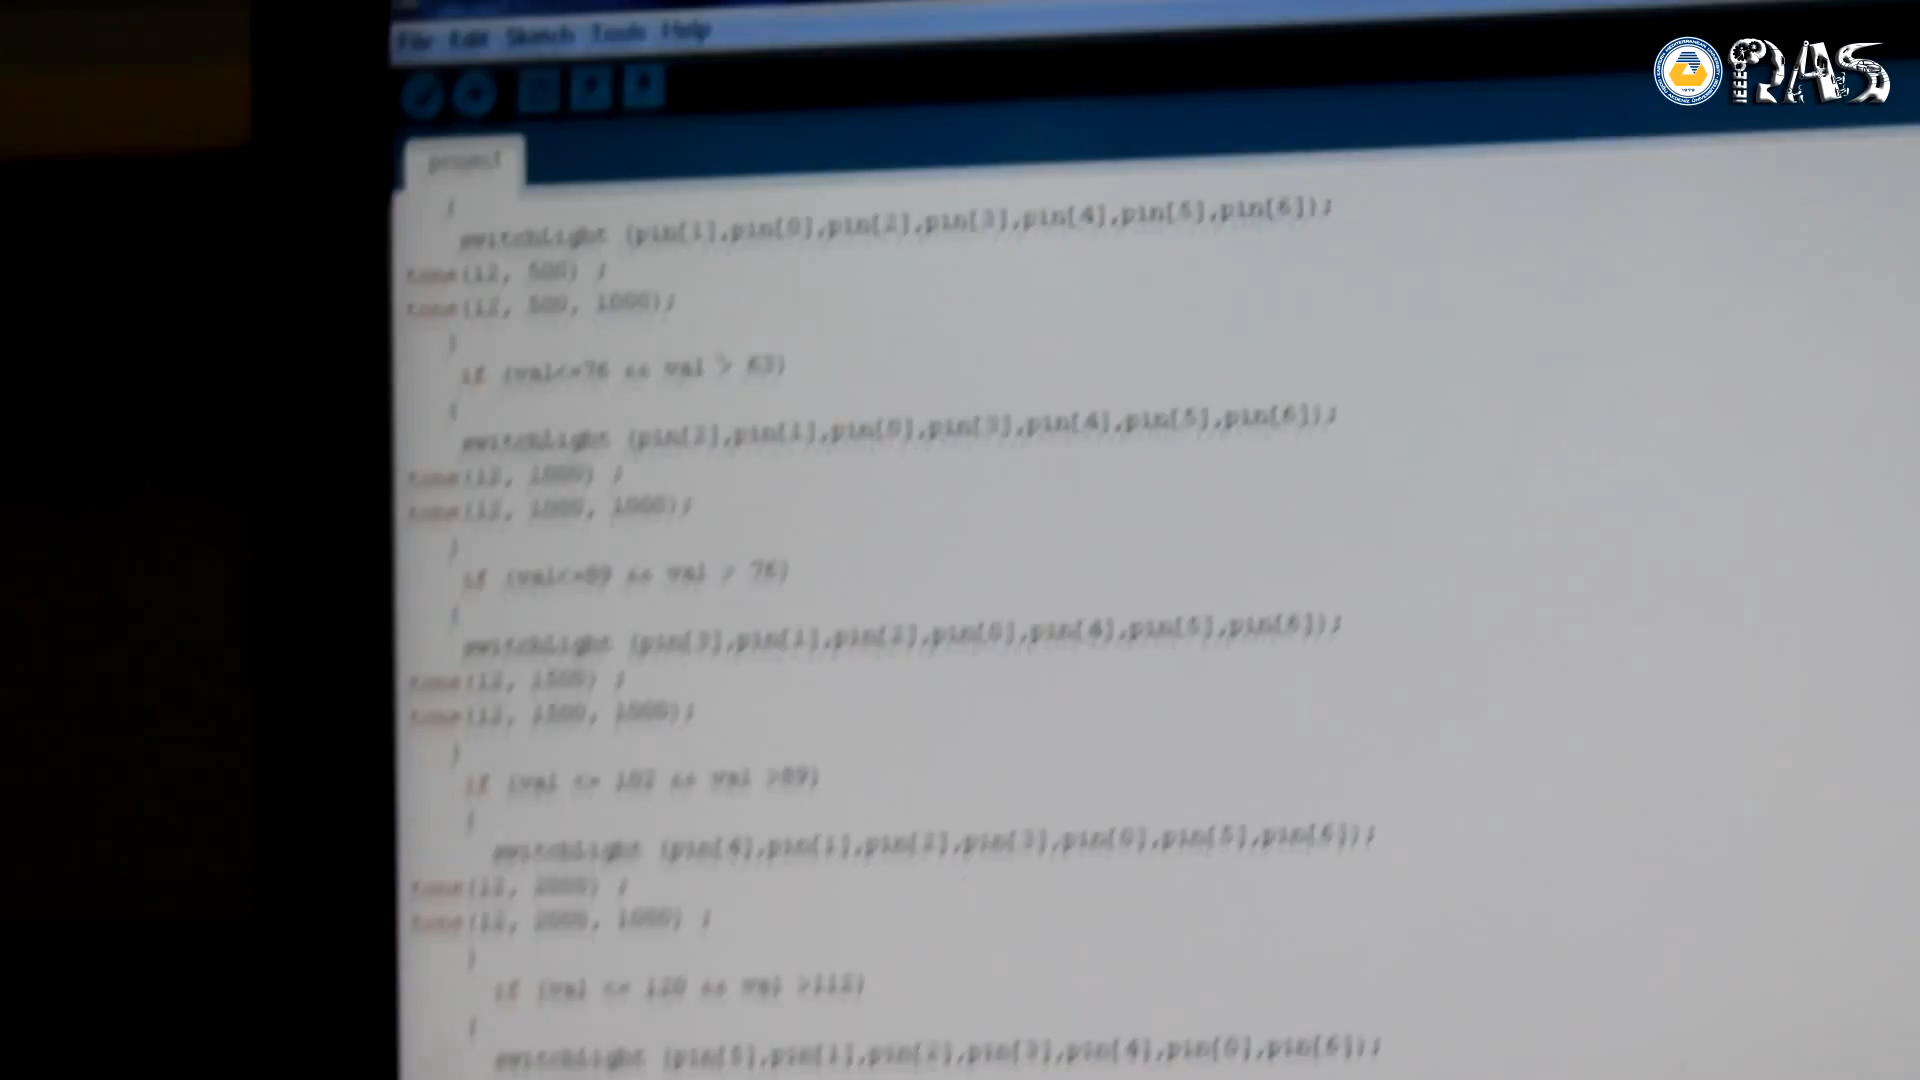 File Edit Sketch Tools Help
IEEE RAS
project
}
switchLight (pin[1],pin[0],pin[2],pin[3],pin[4],pin[5],pin[6]);
tone(12, 500) ;
tone(12, 500, 1000);
}
if (val<=76 && val > 63)
{
switchLight (pin[2],pin[1],pin[0],pin[3],pin[4],pin[5],pin[6]);
tone(12, 1000) ;
tone(12, 1000, 1000);
}
if (val<=89 && val > 76)
{
switchLight (pin[3],pin[1],pin[2],pin[0],pin[4],pin[5],pin[6]);
tone(12, 1500) ;
tone(12, 1500, 1000);
}
if (val <= 102 && val >89)
{
switchLight (pin[4],pin[1],pin[2],pin[3],pin[0],pin[5],pin[6]);
tone(12, 2000) ;
tone(12, 2000, 1000) ;
}
if (val <= 120 && val >112)
{
switchLight (pin[5],pin[1],pin[2],pin[3],pin[4],pin[0],pin[6]);